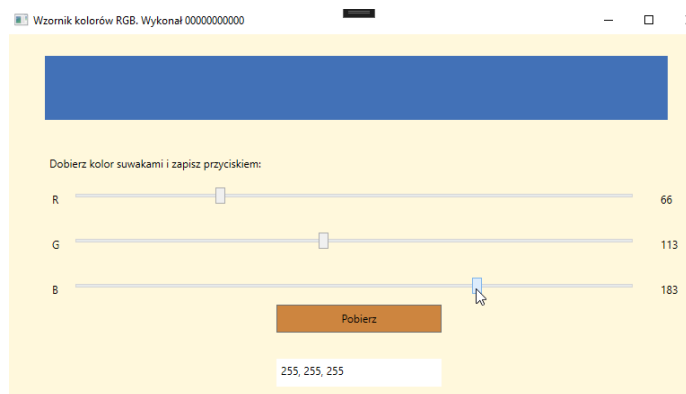 Wzornik kolorów RGB. Wykonał 00000000000
Dobierz kolor suwakami i zapisz przyciskiem:
R 66
G 113
B 183
Pobierz
255, 255, 255